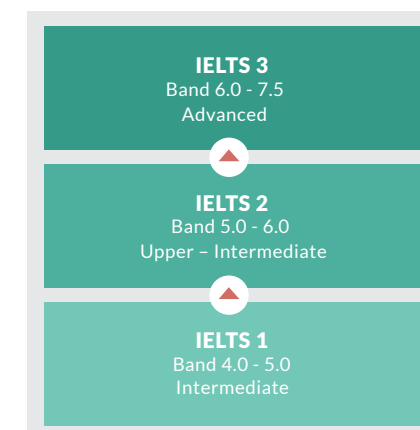 IELTS 3
Band 6.0 - 7.5
Advanced
IELTS 2
Band 5.0 - 6.0
Upper – Intermediate
IELTS 1
Band 4.0 - 5.0
Intermediate